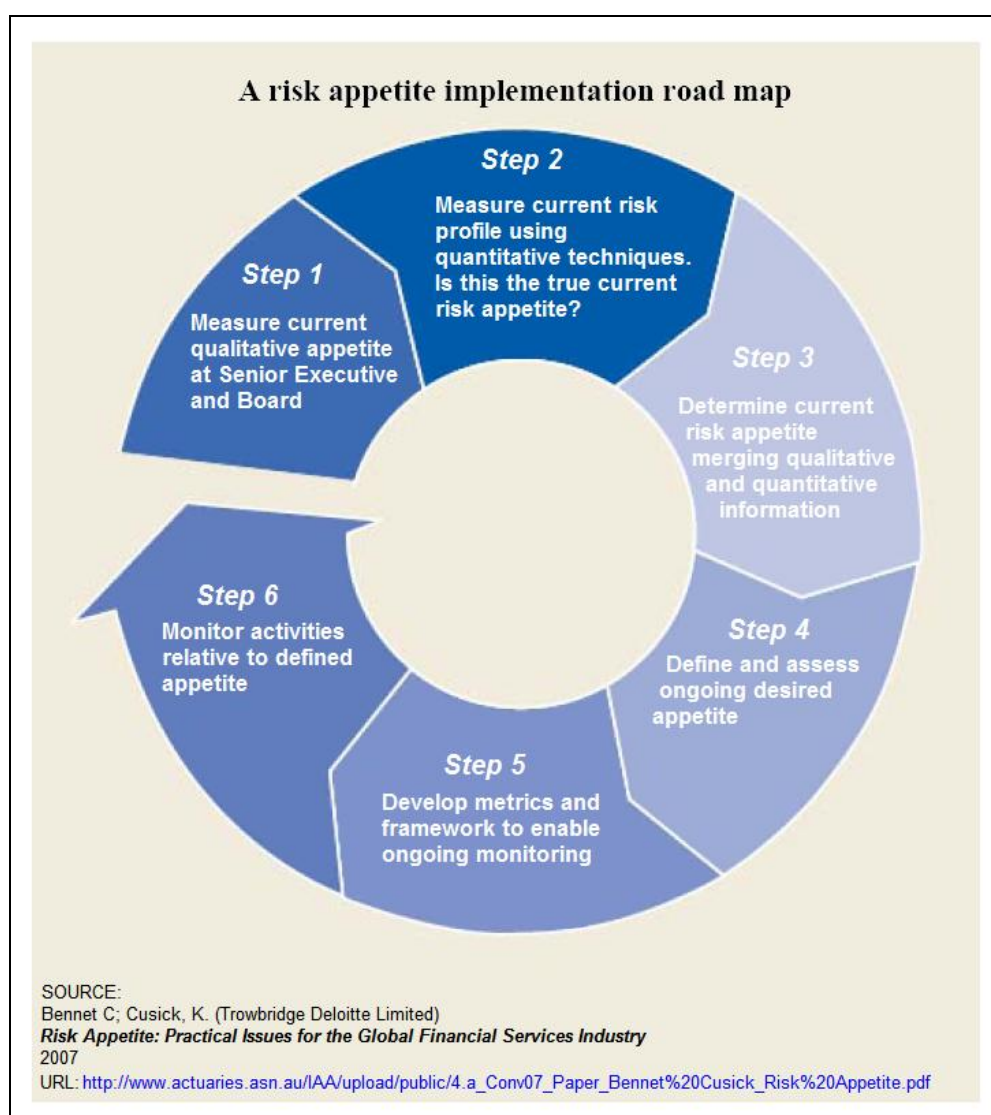 A risk appetite implementation road map
Step 1
Measure current
qualitative appetite
at Senior Executive
and Board
Step 2
Measure current risk
profile using
quantitative techniques.
Is this the true current
risk appetite?
Step 3
Determine current
risk appetite
merging qualitative
and quantitative
information
Step 4
Define and assess
ongoing desired
appetite
Step 5
Develop metrics and
framework to enable
ongoing monitoring
Step 6
Monitor activities
relative to defined
appetite
SOURCE:
Bennet C; Cusick, K. (Trowbridge Deloitte Limited)
Risk Appetite: Practical Issues for the Global Financial Services Industry
2007
URL: http://www.actuaries.asn.au/IAA/upload/public/4.a_Conv07_Paper_Bennet%20Cusick_Risk%20Appetite.pdf